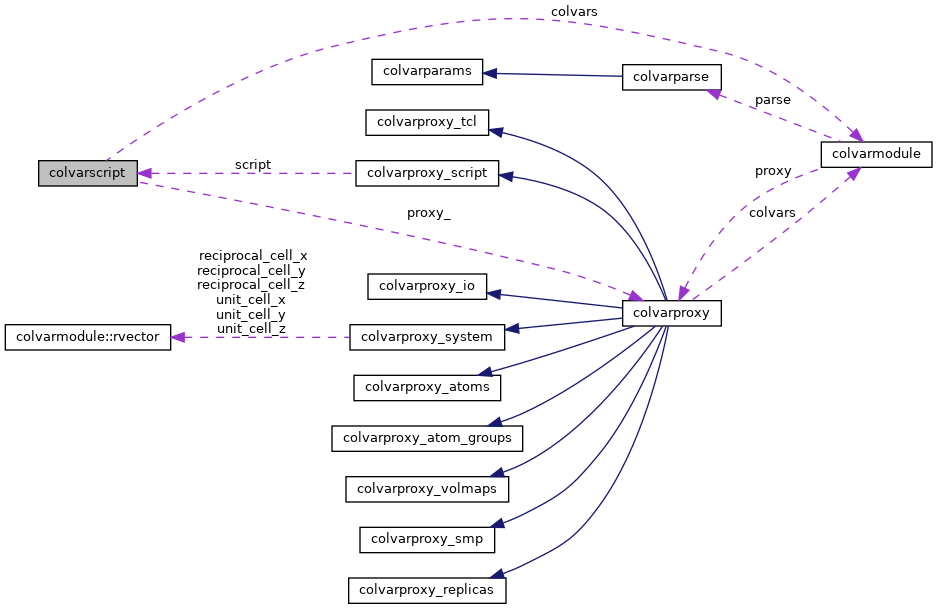 colvars
colvarparams
colvarparse
parse
colvarproxy_tcl
colvarmodule
colvarscript
script
colvarproxy_script
proxy
proxy_
colvars
reciprocal_cell_x
reciprocal_cell_y
reciprocal_cell_z
unit_cell_x
unit_cell_y
unit_cell_z
colvarproxy_io
colvarproxy
colvarmodule::rvector
colvarproxy_system
colvarproxy_atoms
colvarproxy_atom_groups
colvarproxy_volmaps
colvarproxy_smp
colvarproxy_replicas